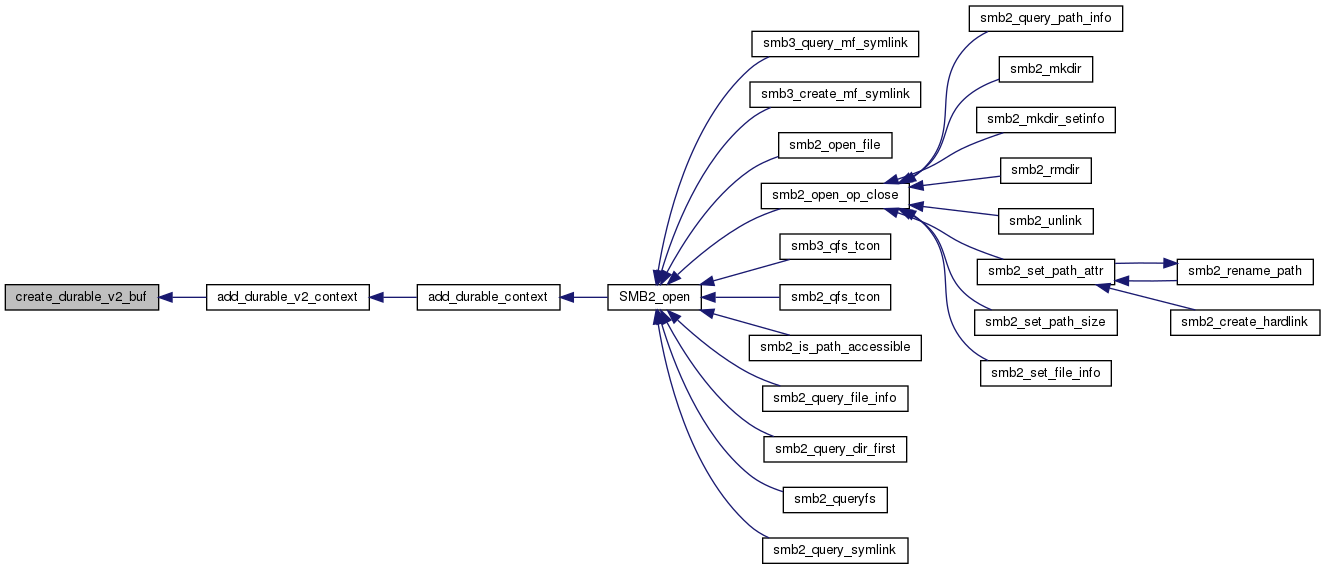 create_durable_v2_buf
add_durable_v2_context
add_durable_context
SMB2_open
smb3_query_mf_symlink
smb3_create_mf_symlink
smb2_open_file
smb2_open_op_close
smb3_qfs_tcon
smb2_qfs_tcon
smb2_is_path_accessible
smb2_query_file_info
smb2_query_dir_first
smb2_queryfs
smb2_query_symlink
smb2_query_path_info
smb2_mkdir
smb2_mkdir_setinfo
smb2_rmdir
smb2_unlink
smb2_set_path_attr
smb2_set_path_size
smb2_set_file_info
smb2_rename_path
smb2_create_hardlink